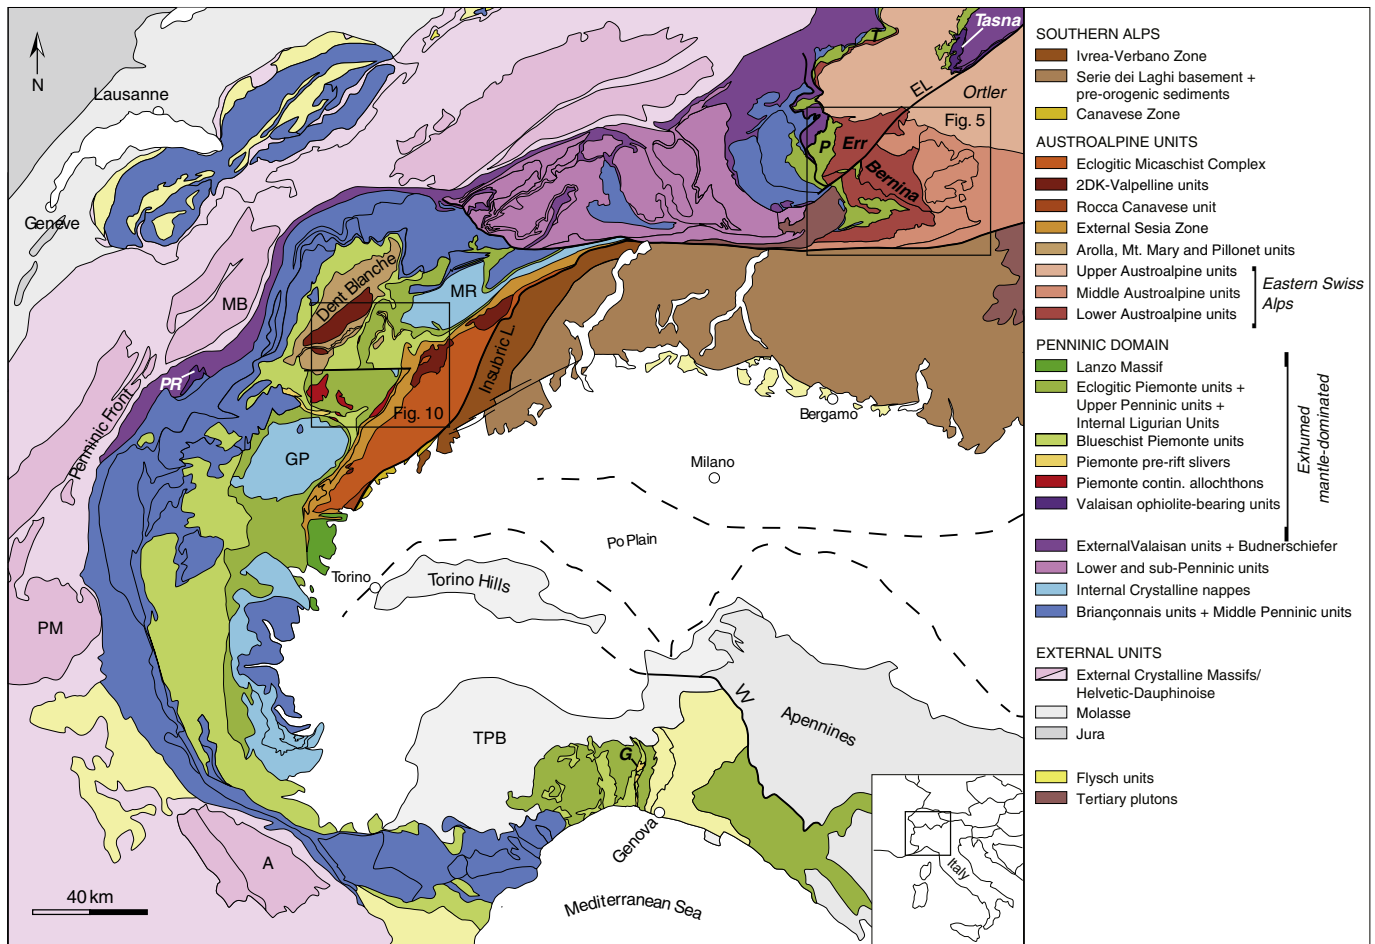 N
Lausanne
Genève
MB
PR
Penninic Front
PM
A
40 km
Dent Blanche
MR
GP
Fig. 10
Insubric L.
Tasna
T
EL
Ortler
Fig. 5
P
Err
Bernina
Bergamo
Milano
Po Plain
Torino
Torino Hills
TPB
W
Apennines
G
Genova
Mediterranean Sea
Italy
SOUTHERN ALPS
Ivrea-Verbano Zone
Serie dei Laghi basement +
pre-orogenic sediments
Canavese Zone
AUSTROALPINE UNITS
Eclogitic Micaschist Complex
2DK-Valpelline units
Rocca Canavese unit
External Sesia Zone
Arolla, Mt. Mary and Pillonet units
Upper Austroalpine units
Middle Austroalpine units
Lower Austroalpine units
Eastern Swiss
Alps
PENNINIC DOMAIN
Lanzo Massif
Eclogitic Piemonte units +
Upper Penninic units +
Internal Ligurian Units
Blueschist Piemonte units
Piemonte pre-rift slivers
Piemonte contin. allochthons
Valaisan ophiolite-bearing units
Exhumed
mantle-dominated
ExternalValaisan units + Budnerschiefer
Lower and sub-Penninic units
Internal Crystalline nappes
Briançonnais units + Middle Penninic units
EXTERNAL UNITS
External Crystalline Massifs/
Helvetic-Dauphinoise
Molasse
Jura
Flysch units
Tertiary plutons